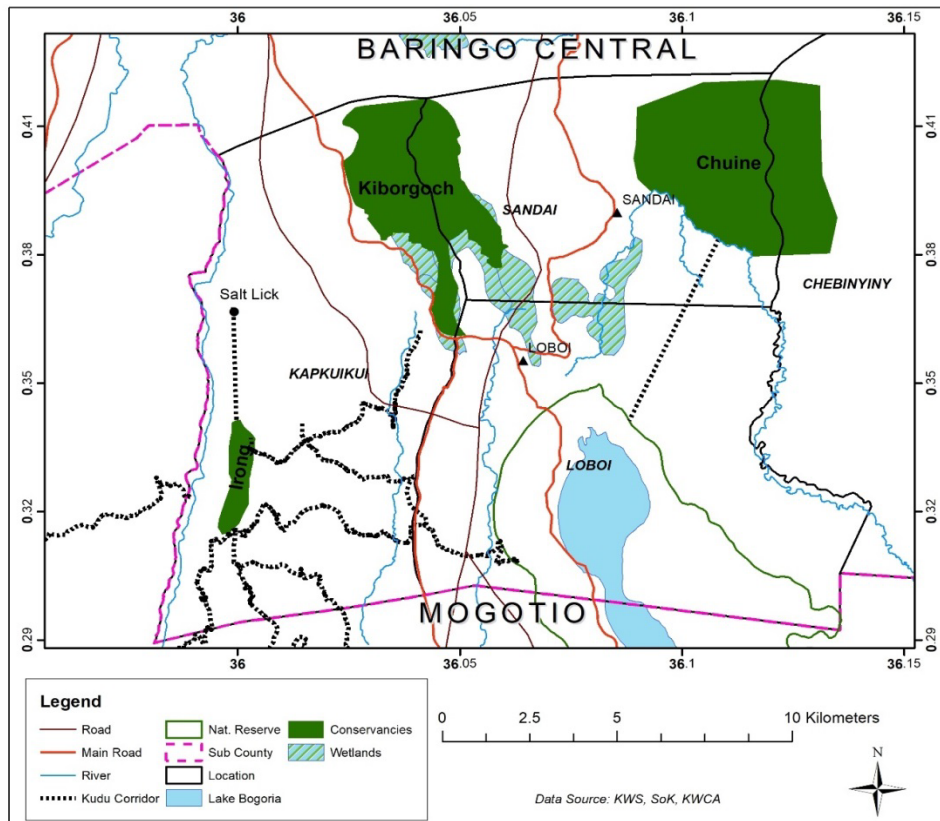 36
36.05
36.1
36.15
BARINGO CENTRAL
0.41
0.41
Chuine
Kiborgoch
SANDAI
SANDAI
0.38
0.38
CHEBINYINY
Salt Lick
LOBOI
0.35
KAPKUIKUI
0.35
Irong
LOBOI
0.32
0.32
MOGOTIO
0.29
0.29
36
36.05
36.1
36.15
Legend
Road
Main Road
River
Kudu Corridor
Nat. Reserve
Sub County
Location
Lake Bogoria
Conservancies
Wetlands
0 2.5 5 10 Kilometers
Data Source: KWS, SoK, KWCA
N